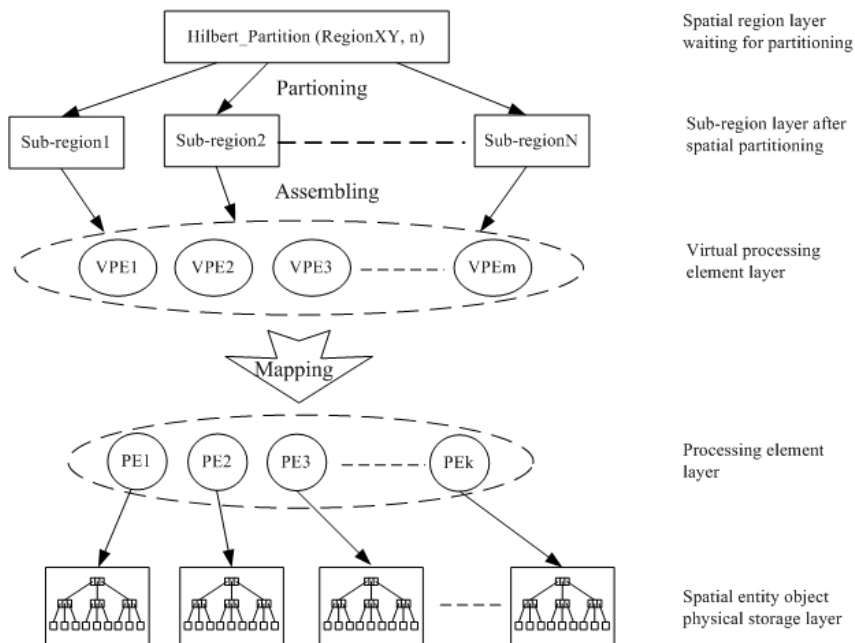 Hilbert_Partition (RegionXY, n)
Spatial region layer
waiting for partitioning
Partioning
Sub-region1
Sub-region2
Sub-regionN
Sub-region layer after
spatial partitioning
Assembling
VPE1
VPE2
VPE3
VPEm
Virtual processing
element layer
Mapping
PE1
PE2
PE3
PEk
Processing element
layer
Spatial entity object
physical storage layer